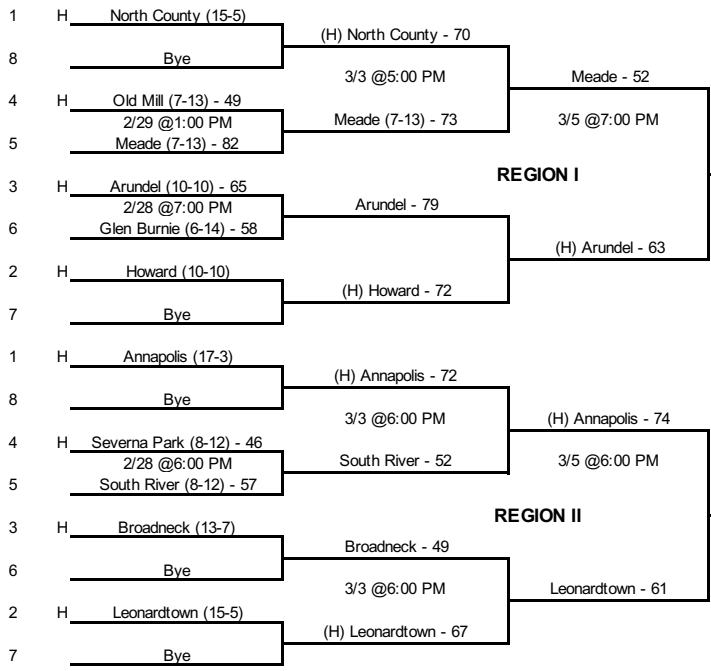 1 H North County (15-5)
(H) North County - 70
8 Bye
3/3 @5:00 PM
Meade - 52
4 H Old Mill (7-13) - 49
2/29 @1:00 PM
Meade (7-13) - 73
3/5 @7:00 PM
5 Meade (7-13) - 82
REGION I
3 H Arundel (10-10) - 65
2/28 @7:00 PM
Arundel - 79
6 Glen Burnie (6-14) - 58
(H) Arundel - 63
2 H Howard (10-10)
(H) Howard - 72
7 Bye
1 H Annapolis (17-3)
(H) Annapolis - 72
8 Bye
3/3 @6:00 PM
(H) Annapolis - 74
4 H Severna Park (8-12) - 46
2/28 @6:00 PM
South River - 52
3/5 @6:00 PM
5 South River (8-12) - 57
REGION II
3 H Broadneck (13-7)
Broadneck - 49
6 Bye
3/3 @6:00 PM
Leonardtown - 61
2 H Leonardtown (15-5)
(H) Leonardtown - 67
7 Bye